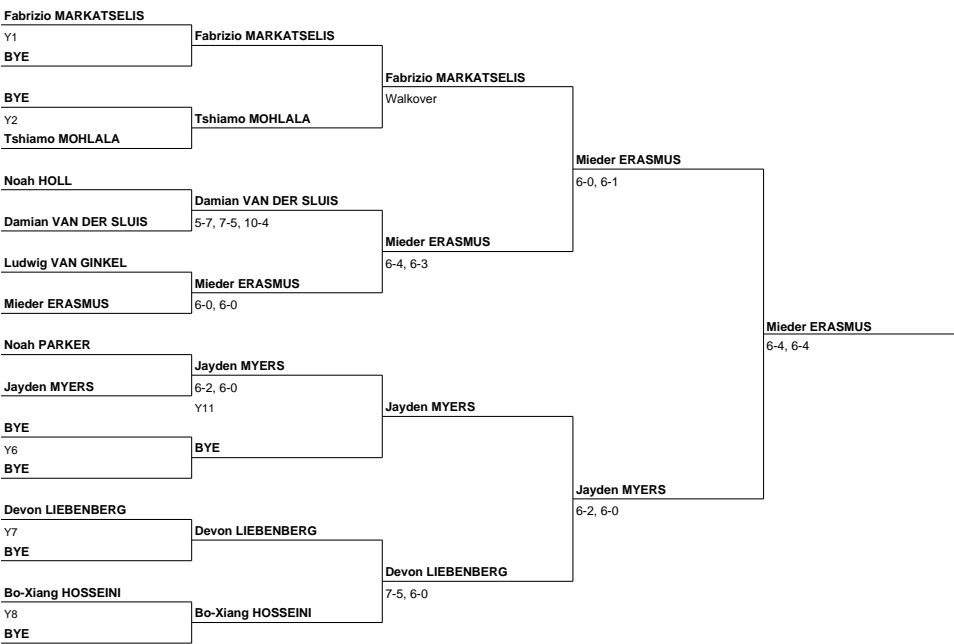 Fabrizio MARKATSELIS
Y1
BYE
BYE
Y2
Tshiamo MOHLALA
Noah HOLL
Damian VAN DER SLUIS
Ludwig VAN GINKEL
Mieder ERASMUS
Noah PARKER
Jayden MYERS
BYE
Y6
BYE
Devon LIEBENBERG
Y7
BYE
Bo-Xiang HOSSEINI
Y8
BYE
Fabrizio MARKATSELIS
Tshiamo MOHLALA
Damian VAN DER SLUIS
5-7, 7-5, 10-4
Mieder ERASMUS
6-0, 6-0
Jayden MYERS
6-2, 6-0
Y11
BYE
Devon LIEBENBERG
Bo-Xiang HOSSEINI
Fabrizio MARKATSELIS
Walkover
Mieder ERASMUS
6-4, 6-3
Jayden MYERS
Devon LIEBENBERG
7-5, 6-0
Mieder ERASMUS
6-0, 6-1
Jayden MYERS
6-2, 6-0
Mieder ERASMUS
6-4, 6-4